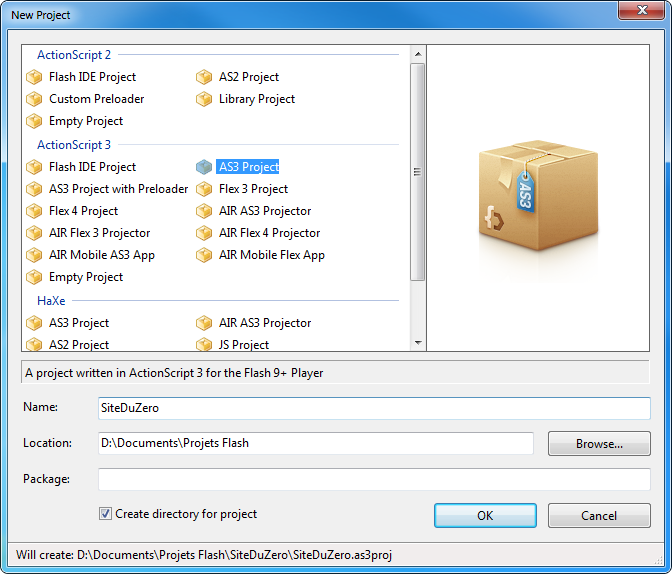 New Project
ActionScript 2
Flash IDE Project AS2 Project
Custom Preloader Library Project
Empty Project
ActionScript 3
Flash IDE Project AS3 Project
AS3 Project with Preloader Flex 3 Project
Flex 4 Project AIR AS3 Projector
AIR Flex 3 Projector AIR Flex 4 Projector
AIR Mobile AS3 App AIR Mobile Flex App
Empty Project
HaXe
AS3 Project AIR AS3 Projector
AS2 Project JS Project
AS3
A project written in ActionScript 3 for the Flash 9+ Player
Name: SiteDuZero
Location: D:\Documents\Projets Flash Browse...
Package:
Create directory for project OK Cancel
Will create: D:\Documents\Projets Flash\SiteDuZero\SiteDuZero.as3proj